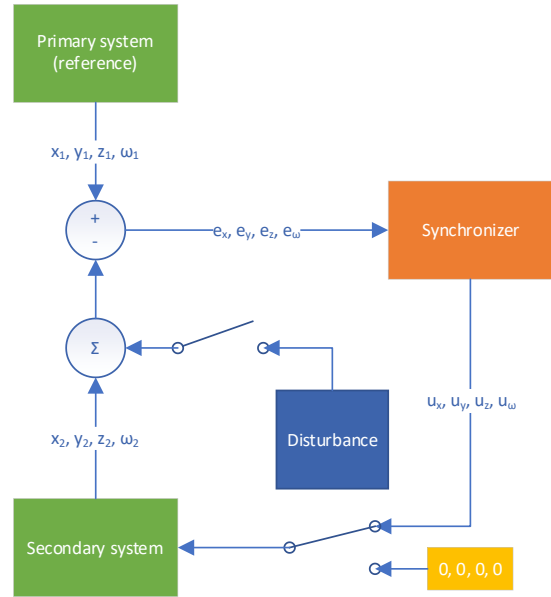 Primary system
(reference)
x₁, y₁, z₁, ω₁
+
-
eₓ, e_y, e_z, e_ω
Synchronizer
Σ
uₓ, u_y, u_z, u_ω
Disturbance
x₂, y₂, z₂, ω₂
Secondary system
0, 0, 0, 0